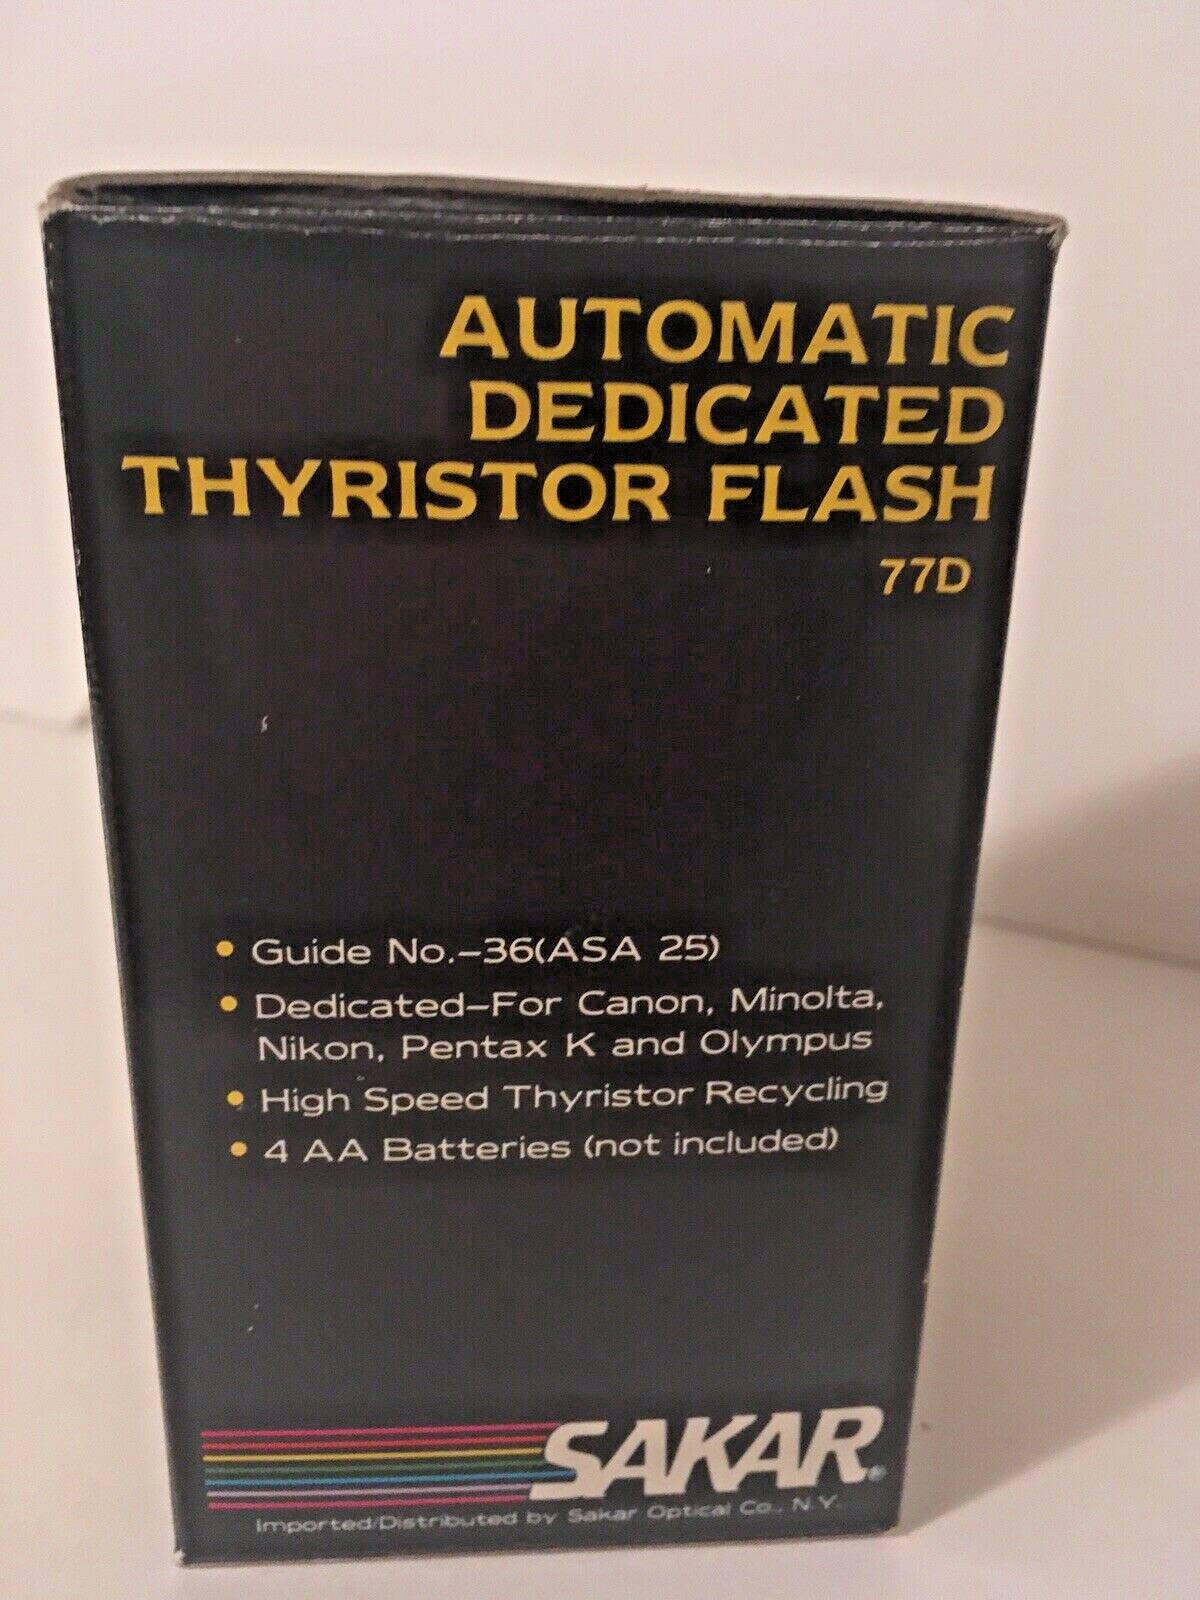 AUTOMATIC
DEDICATED
THYRISTOR FLASH
77D
• Guide No.-36(ASA 25)
• Dedicated-For Canon, Minolta,
Nikon, Pentax K and Olympus
• High Speed Thyristor Recycling
• 4 AA Batteries (not included)
SAKAR®
Imported/Distributed by Sakar Optical Co., N.Y.